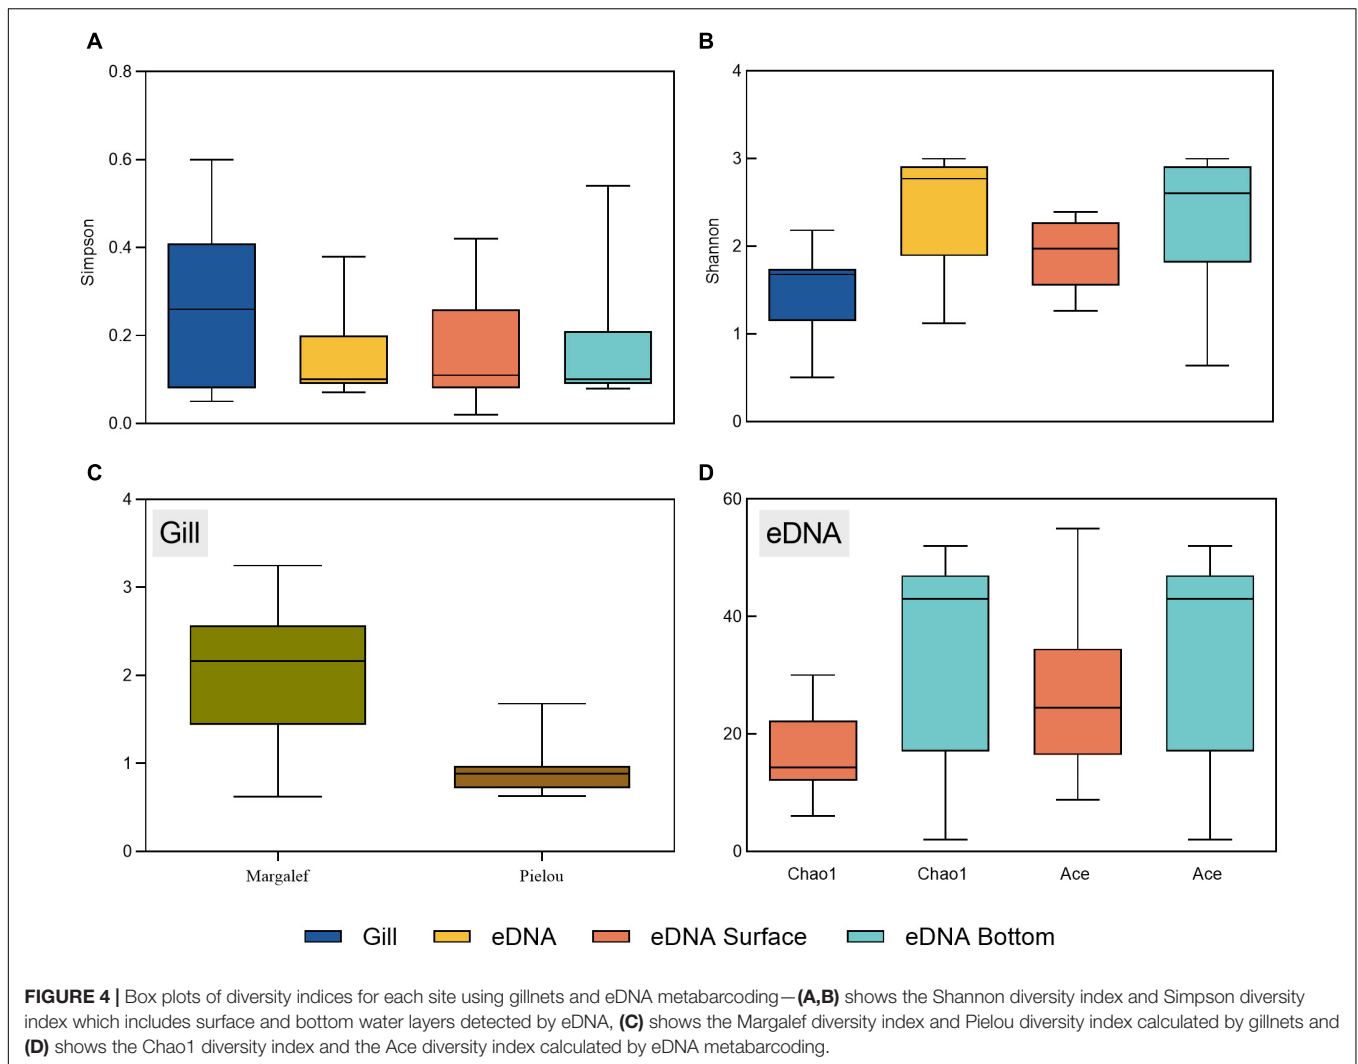 A
0.8
0.6
0.4
0.2
0.0
Simpson
B
4
3
2
1
0
Shannon
C
4
3
2
1
0
Gill
Margalef Pielou
D
60
40
20
0
eDNA
Chao1 Chao1 Ace Ace
Gill eDNA eDNA Surface eDNA Bottom
FIGURE 4 | Box plots of diversity indices for each site using gillnets and eDNA metabarcoding—(A,B) shows the Shannon diversity index and Simpson diversity
index which includes surface and bottom water layers detected by eDNA, (C) shows the Margalef diversity index and Pielou diversity index calculated by gillnets and
(D) shows the Chao1 diversity index and the Ace diversity index calculated by eDNA metabarcoding.